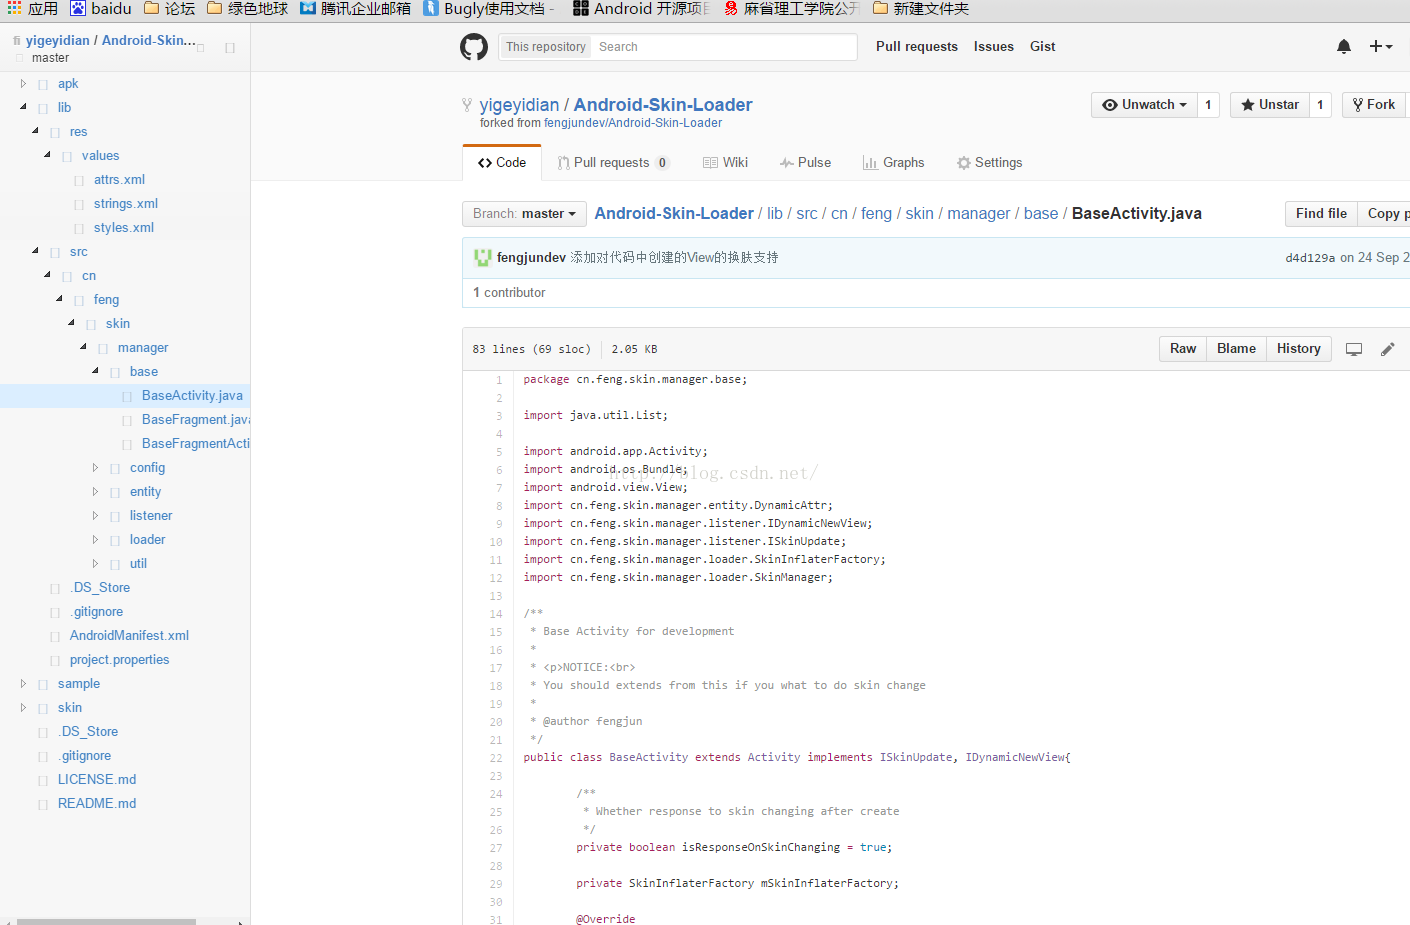 应用 baidu 论坛 绿色地球 腾讯企业邮箱 Bugly使用文档 - Android 开源项目 麻省理工学院公开 新建文件夹
yigeyidian / Android-Skin...
master
apk
lib
res
values
attrs.xml
strings.xml
styles.xml
src
cn
feng
skin
manager
base
BaseActivity.java
BaseFragment.java
BaseFragmentActi
config
entity
listener
loader
util
.DS_Store
.gitignore
AndroidManifest.xml
project.properties
sample
skin
.DS_Store
.gitignore
LICENSE.md
README.md
This repository Search Pull requests Issues Gist
yigeyidian / Android-Skin-Loader Unwatch 1 Unstar 1 Fork
forked from fengjundev/Android-Skin-Loader
Code Pull requests 0 Wiki Pulse Graphs Settings
Branch: master Android-Skin-Loader / lib / src / cn / feng / skin / manager / base / BaseActivity.java Find file Copy p
fengjundev 添加对代码中创建的View的换肤支持 d4d129a on 24 Sep 2
1 contributor
83 lines (69 sloc) 2.05 KB Raw Blame History
1 package cn.feng.skin.manager.base;
2
3 import java.util.List;
4
5 import android.app.Activity;
6 import android.os.Bundle;
http://blog.csdn.net/
7 import android.view.View;
8 import cn.feng.skin.manager.entity.DynamicAttr;
9 import cn.feng.skin.manager.listener.IDynamicNewView;
10 import cn.feng.skin.manager.listener.ISkinUpdate;
11 import cn.feng.skin.manager.loader.SkinInflaterFactory;
12 import cn.feng.skin.manager.loader.SkinManager;
13
14 /**
15 * Base Activity for development
16 *
17 * <p>NOTICE:<br>
18 * You should extends from this if you what to do skin change
19 *
20 * @author fengjun
21 */
22 public class BaseActivity extends Activity implements ISkinUpdate, IDynamicNewView{
23
24 /**
25 * Whether response to skin changing after create
26 */
27 private boolean isResponseOnSkinChanging = true;
28
29 private SkinInflaterFactory mSkinInflaterFactory;
30
31 @Override